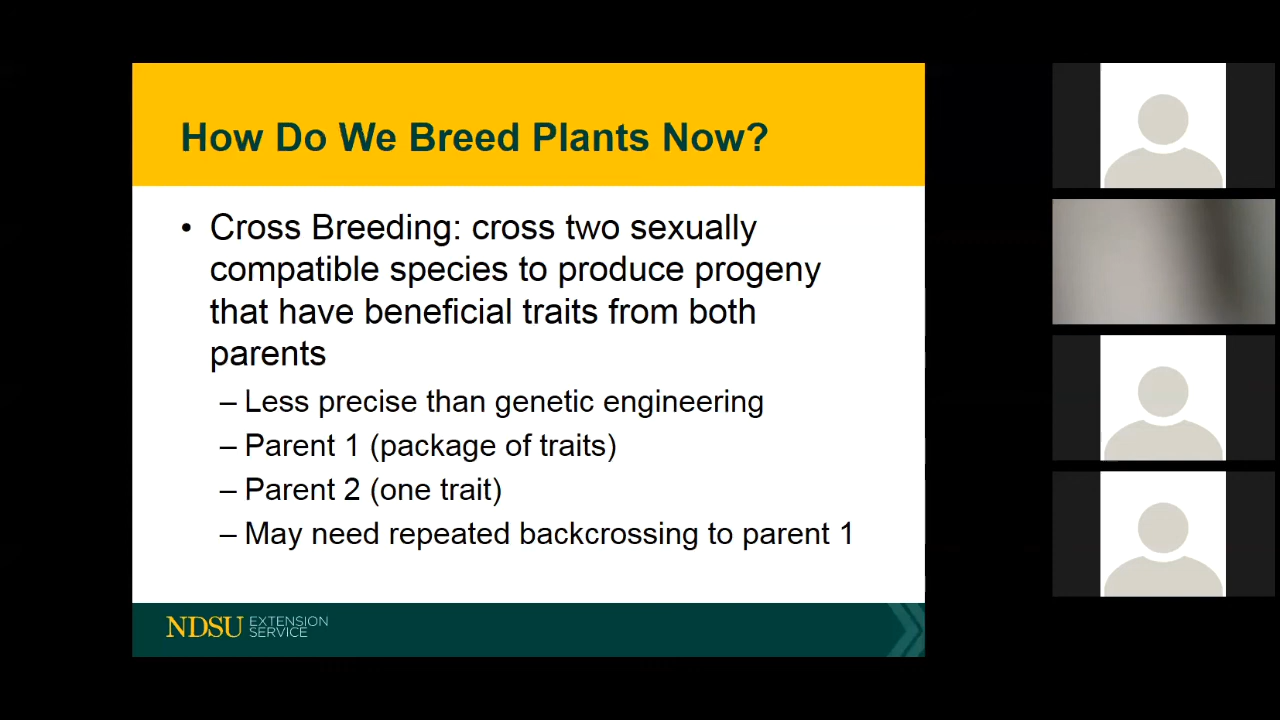 How Do We Breed Plants Now?
• Cross Breeding: cross two sexually
compatible species to produce progeny
that have beneficial traits from both
parents
– Less precise than genetic engineering
– Parent 1 (package of traits)
– Parent 2 (one trait)
– May need repeated backcrossing to parent 1
NDSU EXTENSION
SERVICE